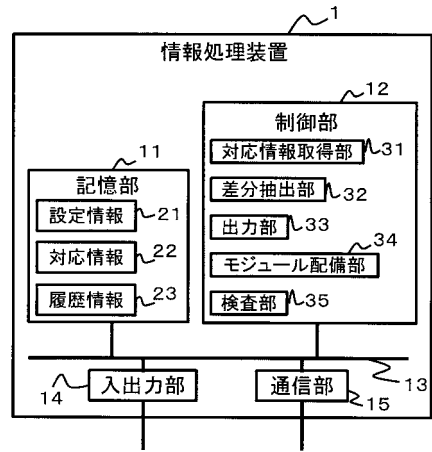 1
情報処理装置
12
制御部
対応情報取得部 31
差分抽出部 32
出力部 33
34
モジュール配備部
検査部 35
11
記憶部
設定情報 21
対応情報 22
履歴情報 23
13
14 入出力部
通信部 15